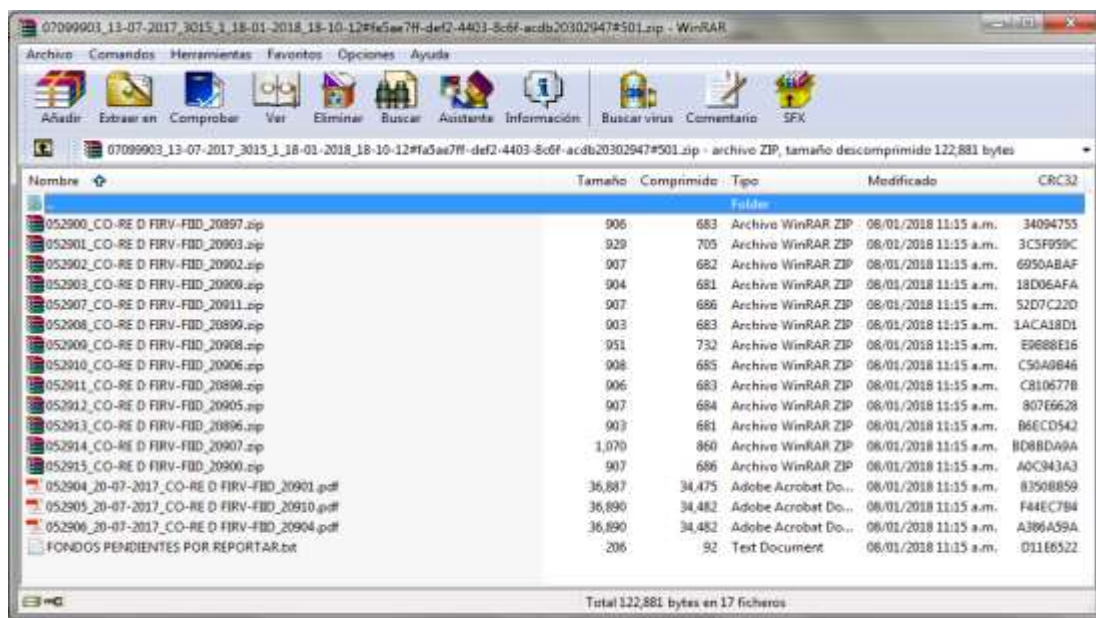 07099903_13-07-2017_3015_1_18-01-2018_18-10-12#fa5ae7ff-def2-4403-8c6f-acdb20302947#501.zip - WinRAR
Archivo Comandos Herramientas Favoritos Opciones Ayuda
Añadir Extraer en Comprobar Ver Eliminar Buscar Asistente Información Buscar virus Comentario SFX
07099903_13-07-2017_3015_1_18-01-2018_18-10-12#fa5ae7ff-def2-4403-8c6f-acdb20302947#501.zip - archivo ZIP, tamaño descomprimido 122,881 bytes
Nombre Tamaño Comprimido Tipo Modificado CRC32
.. Folder
052900_CO-RE D FIRV-FIID_20897.zip 906 683 Archivo WinRAR ZIP 08/01/2018 11:15 a.m. 34094755
052901_CO-RE D FIRV-FIID_20903.zip 929 705 Archivo WinRAR ZIP 08/01/2018 11:15 a.m. 3C5F959C
052902_CO-RE D FIRV-FIID_20902.zip 907 682 Archivo WinRAR ZIP 08/01/2018 11:15 a.m. 6950ABAF
052903_CO-RE D FIRV-FIID_20909.zip 904 681 Archivo WinRAR ZIP 08/01/2018 11:15 a.m. 18D06AFA
052907_CO-RE D FIRV-FIID_20911.zip 907 686 Archivo WinRAR ZIP 08/01/2018 11:15 a.m. 52D7C22D
052908_CO-RE D FIRV-FIID_20899.zip 903 683 Archivo WinRAR ZIP 08/01/2018 11:15 a.m. 1ACA18D1
052909_CO-RE D FIRV-FIID_20908.zip 951 732 Archivo WinRAR ZIP 08/01/2018 11:15 a.m. E9B88E16
052910_CO-RE D FIRV-FIID_20906.zip 908 685 Archivo WinRAR ZIP 08/01/2018 11:15 a.m. C50A9B46
052911_CO-RE D FIRV-FIID_20898.zip 906 683 Archivo WinRAR ZIP 08/01/2018 11:15 a.m. C810677B
052912_CO-RE D FIRV-FIID_20905.zip 907 684 Archivo WinRAR ZIP 08/01/2018 11:15 a.m. 807E6628
052913_CO-RE D FIRV-FIID_20896.zip 903 681 Archivo WinRAR ZIP 08/01/2018 11:15 a.m. B6ECD542
052914_CO-RE D FIRV-FIID_20907.zip 1,070 860 Archivo WinRAR ZIP 08/01/2018 11:15 a.m. BD8BDA9A
052915_CO-RE D FIRV-FIID_20900.zip 907 686 Archivo WinRAR ZIP 08/01/2018 11:15 a.m. A0C943A3
052904_20-07-2017_CO-RE D FIRV-FIID_20901.pdf 36,887 34,475 Adobe Acrobat Do... 08/01/2018 11:15 a.m. 8350B859
052905_20-07-2017_CO-RE D FIRV-FIID_20910.pdf 36,890 34,482 Adobe Acrobat Do... 08/01/2018 11:15 a.m. F44EC7B4
052906_20-07-2017_CO-RE D FIRV-FIID_20904.pdf 36,890 34,482 Adobe Acrobat Do... 08/01/2018 11:15 a.m. A386A59A
FONDOS PENDIENTES POR REPORTAR.txt 206 92 Text Document 08/01/2018 11:15 a.m. D11E6522
Total 122,881 bytes en 17 ficheros